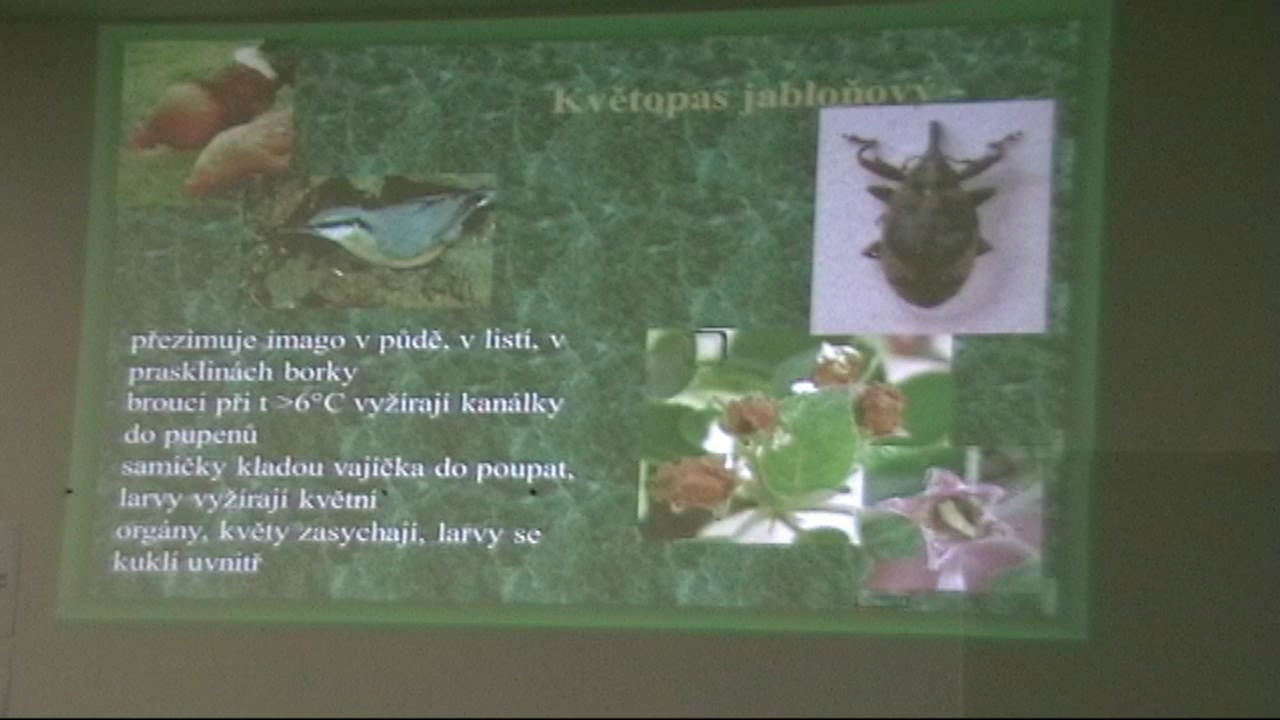 Květopas jabloňový -
přezimuje imago v půdě, v listí, v
prasklinách borky
brouci při t >6°C vyžírají kanálky
do pupenů
samičky kladou vajíčka do poupat,
larvy vyžírají květní
orgány, květy zasychají, larvy se
kuklí uvnitř